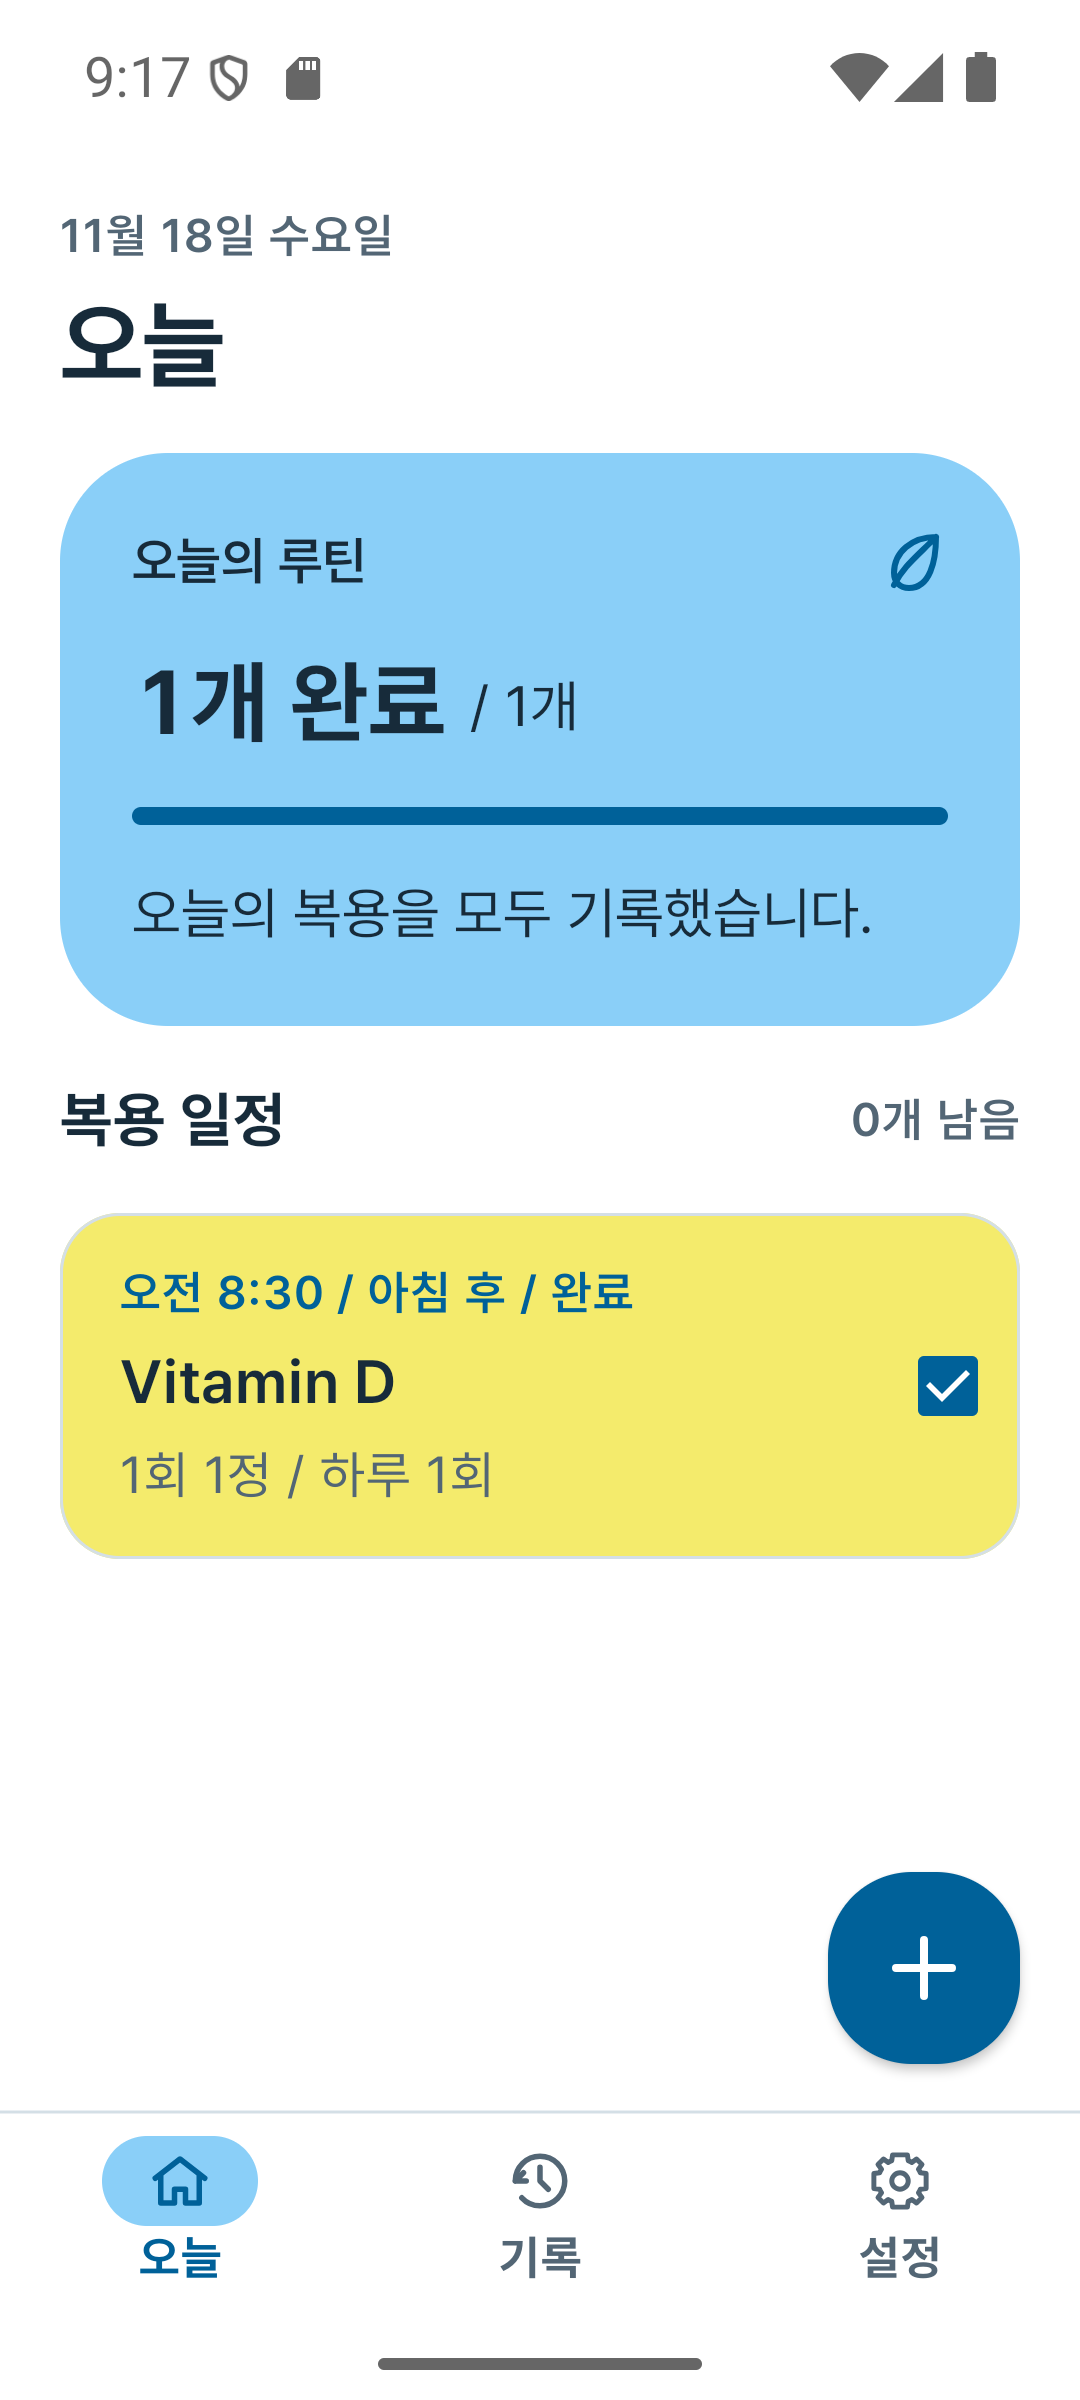 9:17
11월 18일 수요일
오늘
오늘의 루틴
1개 완료 / 1개
오늘의 복용을 모두 기록했습니다.
복용 일정
0개 남음
오전 8:30 / 아침 후 / 완료
Vitamin D
1회 1정 / 하루 1회
오늘
기록
설정